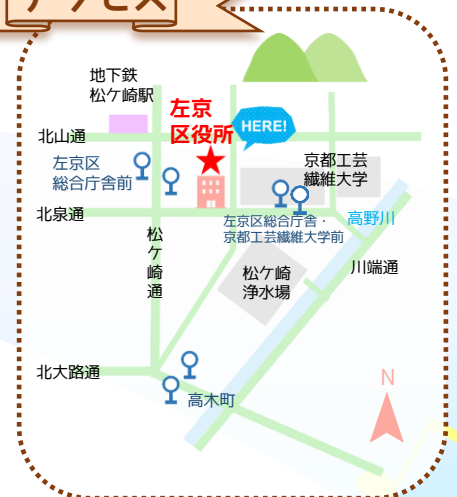 アクセス
地下鉄
松ケ崎駅
左京
区役所
HERE!
北山通
左京区
総合庁舎前
京都工芸
繊維大学
北泉通
左京区総合庁舎・
京都工芸繊維大学前
高野川
松ケ崎通
松ケ崎
浄水場
川端通
北大路通
高木町
N